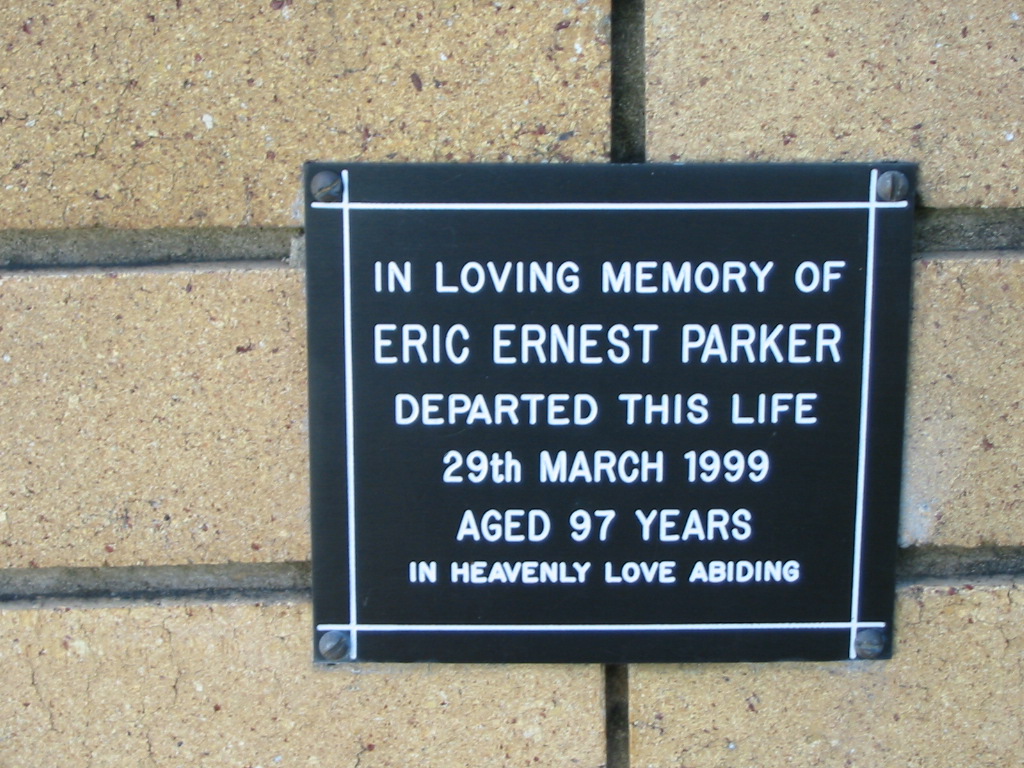 IN LOVING MEMORY OF
ERIC ERNEST PARKER
DEPARTED THIS LIFE
29th MARCH 1999
AGED 97 YEARS
IN HEAVENLY LOVE ABIDING